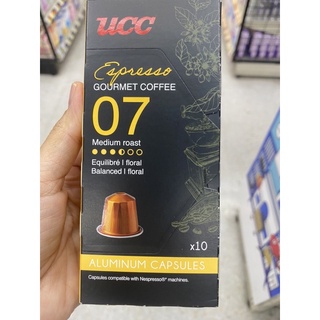 UCC
Espresso
GOURMET COFFEE
07
Medium roast
Equilibré | floral
Balanced | floral
x10
ALUMINUM CAPSULES
Capsules compatible with Nespresso® machines.